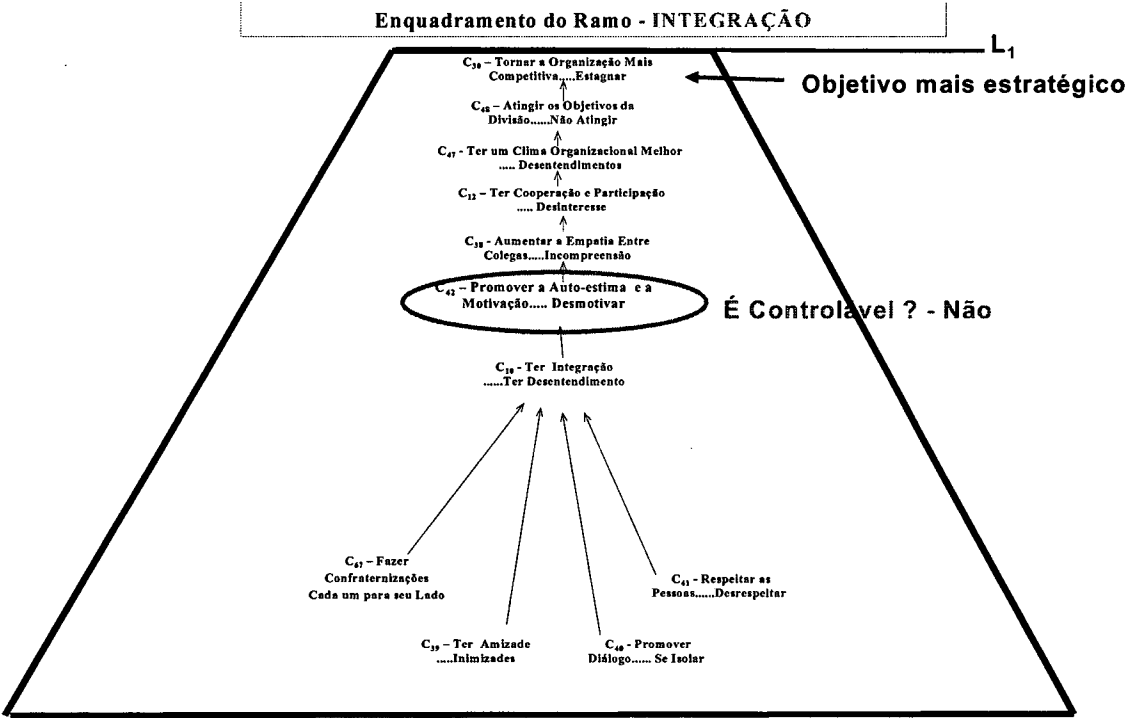 Enquadramento do Ramo - INTEGRAÇÃO
L₁
C₃₀ – Tornar a Organização Mais
Competitiva.....Estagnar
Objetivo mais estratégico
C₄₈ – Atingir os Objetivos da
Divisão......Não Atingir
C₄₇ - Ter um Clima Organizacional Melhor
..... Desentendimentos
C₁₂ – Ter Cooperação e Participação
..... Desinteresse
C₃₈ - Aumentar a Empatia Entre
Colegas.....Incompreensão
C₄₂ – Promover a Auto-estima e a
Motivação..... Desmotivar
É Controlável ? - Não
C₁₀ - Ter Integração
......Ter Desentendimento
C₆₇ – Fazer
Confraternizações
Cada um para seu Lado
C₄₁ - Respeitar as
Pessoas......Desrespeitar
C₃₉ – Ter Amizade
.....Inimizades
C₄₀ - Promover
Diálogo...... Se Isolar